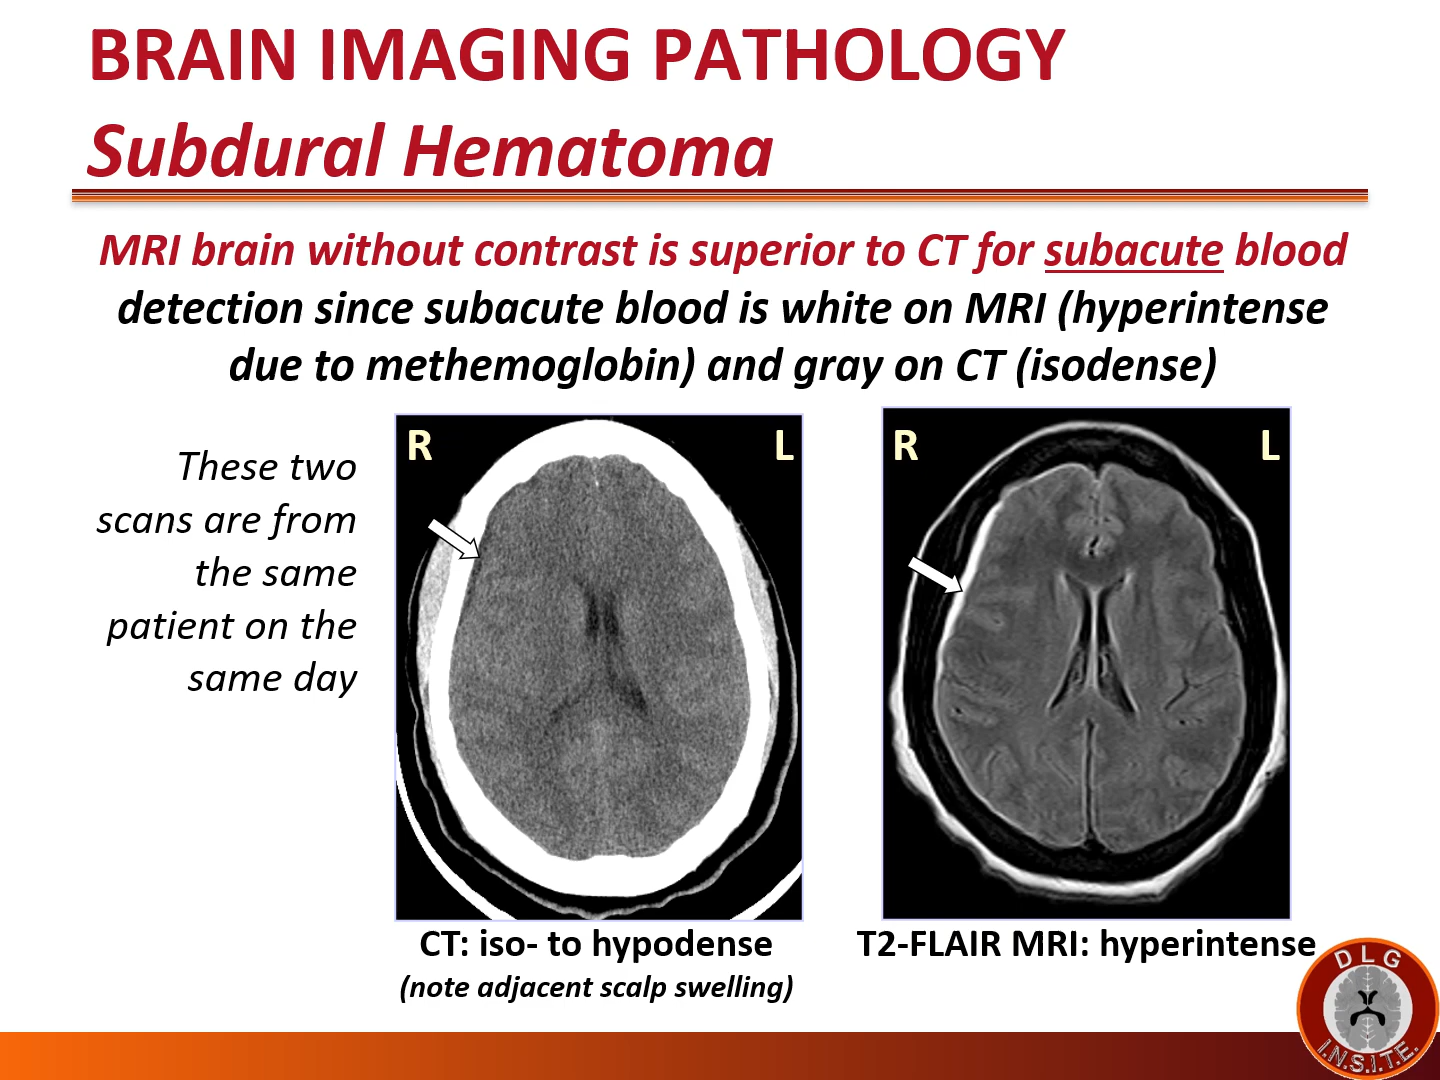 BRAIN IMAGING PATHOLOGY
Subdural Hematoma
MRI brain without contrast is superior to CT for subacute blood
detection since subacute blood is white on MRI (hyperintense
due to methemoglobin) and gray on CT (isodense)
These two
scans are from
the same
patient on the
same day
R L
R L
CT: iso- to hypodense
(note adjacent scalp swelling)
T2-FLAIR MRI: hyperintense
DLG
I.N.S.I.T.E.